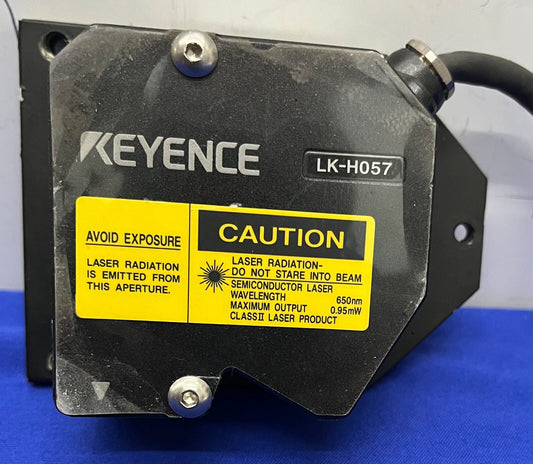 KEYENCE
LK-H057
AVOID EXPOSURE
LASER RADIATION
IS EMITTED FROM
THIS APERTURE.
CAUTION
LASER RADIATION-
DO NOT STARE INTO BEAM
SEMICONDUCTOR LASER
WAVELENGTH 650nm
MAXIMUM OUTPUT 0.95mW
CLASSⅡ LASER PRODUCT